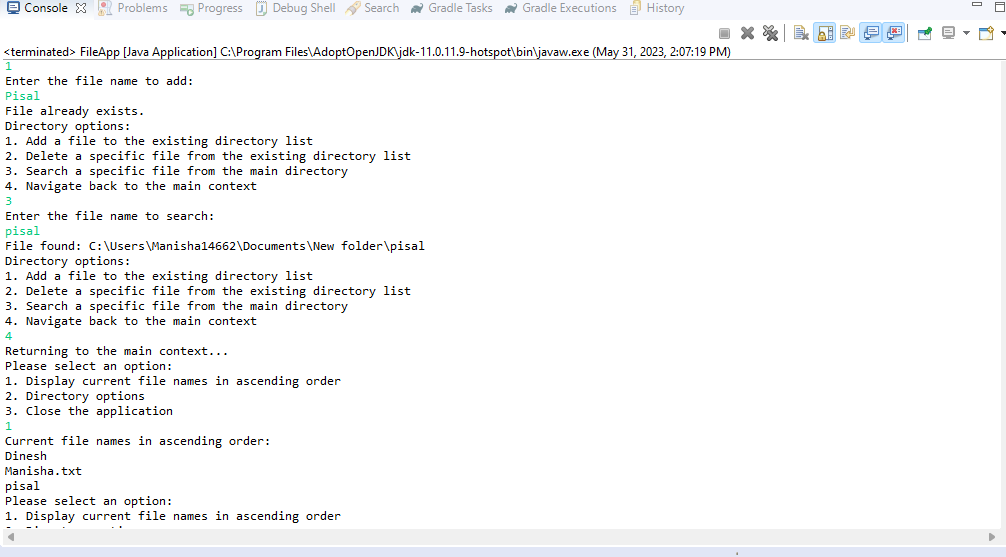 Console Problems Progress Debug Shell Search Gradle Tasks Gradle Executions History
<terminated> FileApp [Java Application] C:\Program Files\AdoptOpenJDK\jdk-11.0.11.9-hotspot\bin\javaw.exe (May 31, 2023, 2:07:19 PM)
1
Enter the file name to add:
Pisal
File already exists.
Directory options:
1. Add a file to the existing directory list
2. Delete a specific file from the existing directory list
3. Search a specific file from the main directory
4. Navigate back to the main context
3
Enter the file name to search:
pisal
File found: C:\Users\Manisha14662\Documents\New folder\pisal
Directory options:
1. Add a file to the existing directory list
2. Delete a specific file from the existing directory list
3. Search a specific file from the main directory
4. Navigate back to the main context
4
Returning to the main context...
Please select an option:
1. Display current file names in ascending order
2. Directory options
3. Close the application
1
Current file names in ascending order:
Dinesh
Manisha.txt
pisal
Please select an option:
1. Display current file names in ascending order